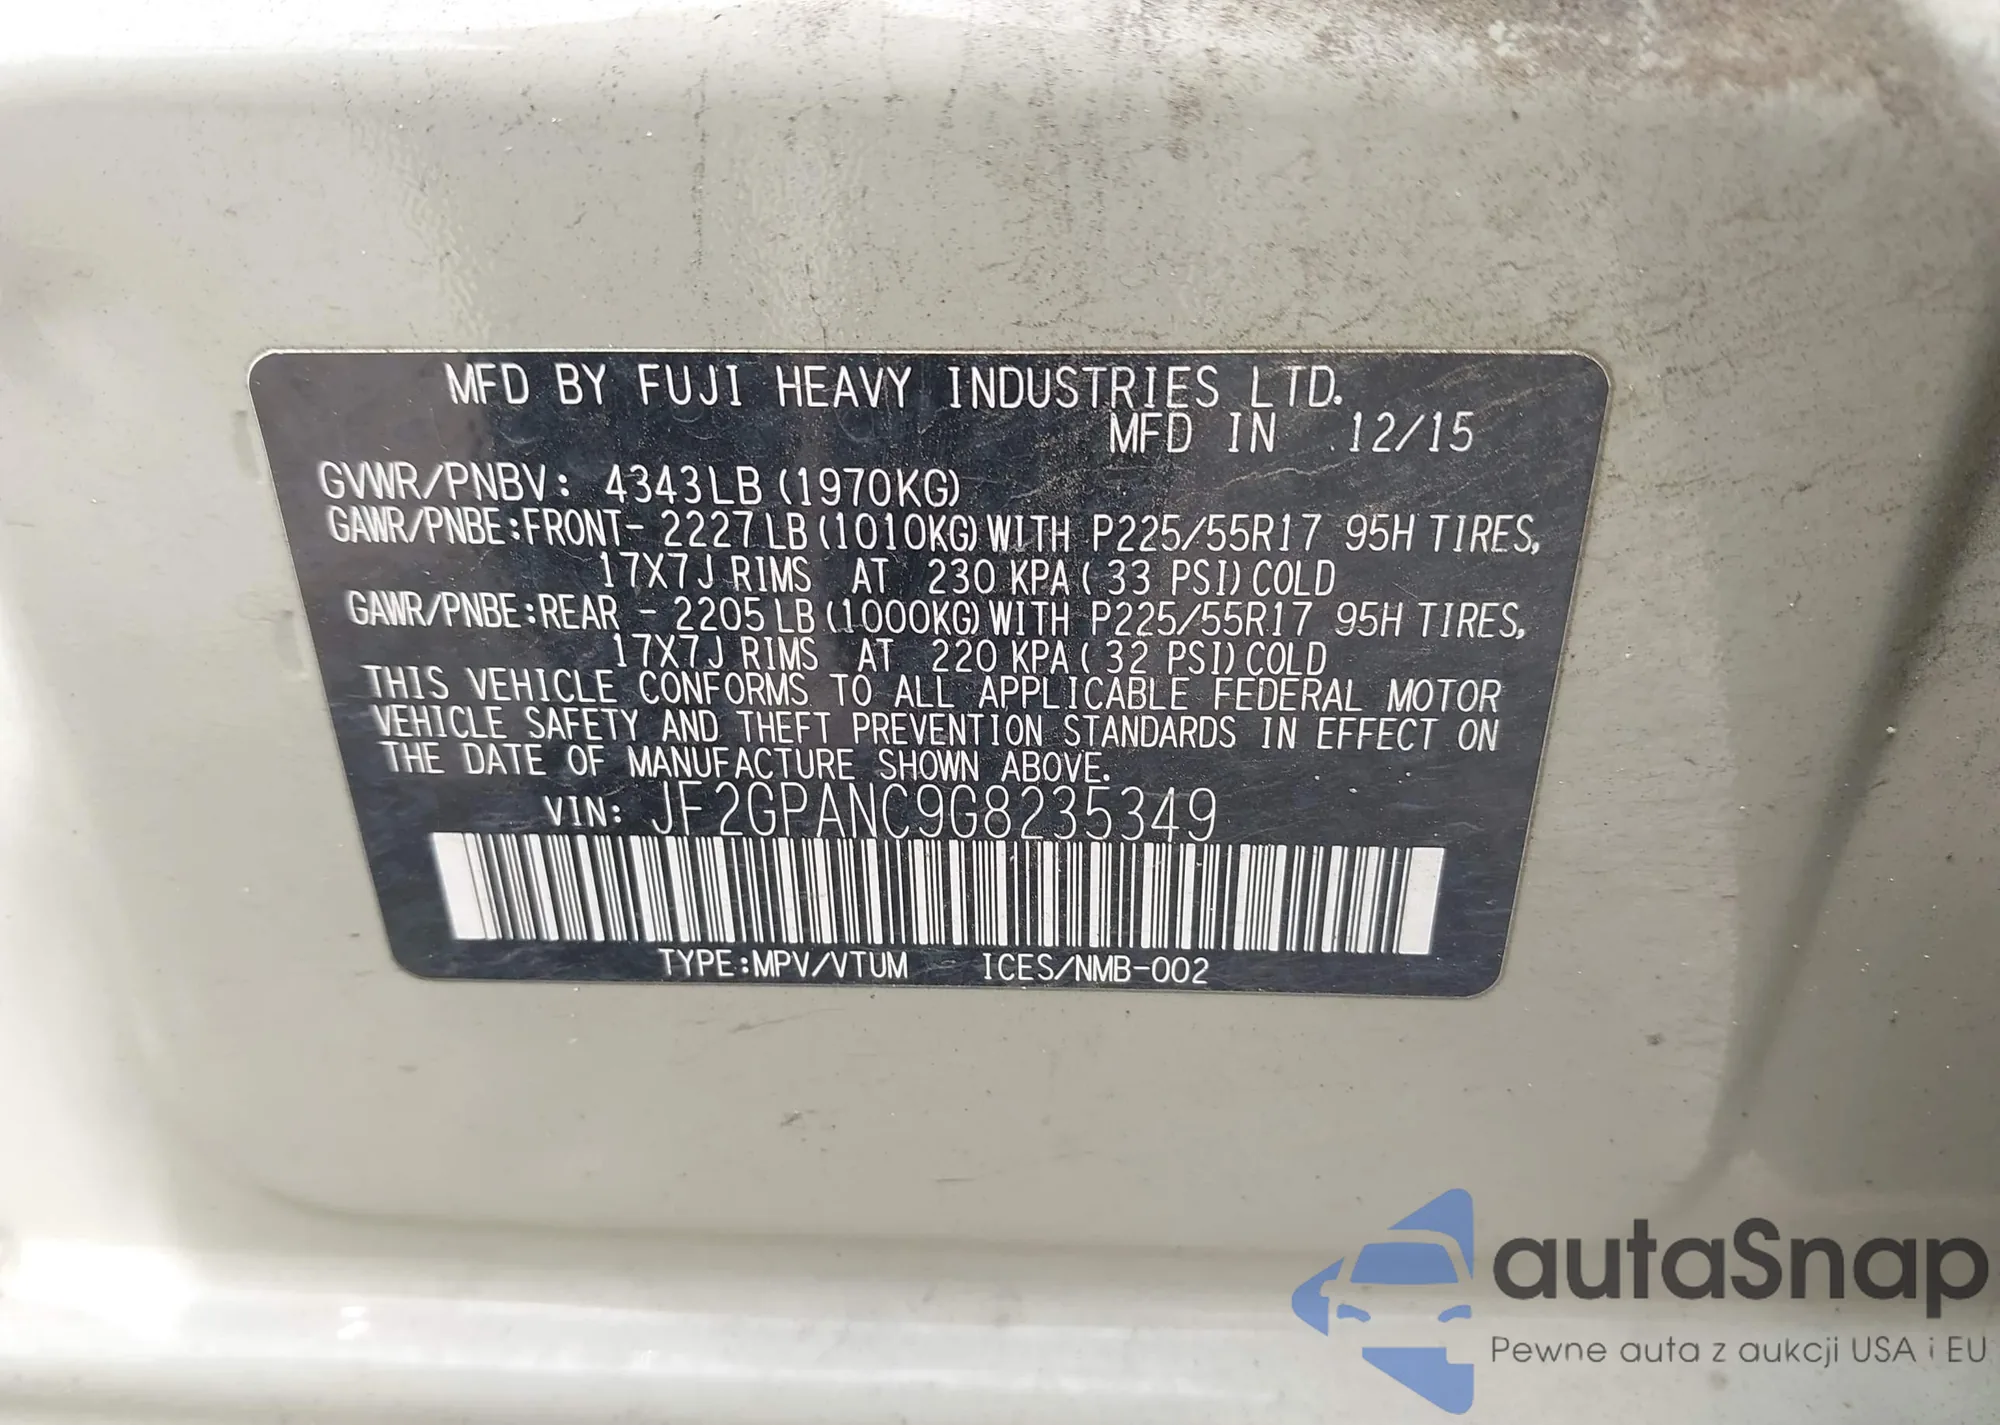 MFD BY FUJI HEAVY INDUSTRIES LTD.
MFD IN 12/15
GVWR/PNBV: 4343LB (1970KG)
GAWR/PNBE:FRONT- 2227LB (1010KG) WITH P225/55R17 95H TIRES,
17X7J RIMS AT 230 KPA ( 33 PSI) COLD
GAWR/PNBE:REAR - 2205LB (1000KG) WITH P225/55R17 95H TIRES,
17X7J RIMS AT 220 KPA ( 32 PSI) COLD
THIS VEHICLE CONFORMS TO ALL APPLICABLE FEDERAL MOTOR
VEHICLE SAFETY AND THEFT PREVENTION STANDARDS IN EFFECT ON
THE DATE OF MANUFACTURE SHOWN ABOVE.
VIN: JF2GPANC9G8235349
TYPE:MPV/VTUM ICES/NMB-002
autaSnap
Pewne auta z aukcji USA i EU